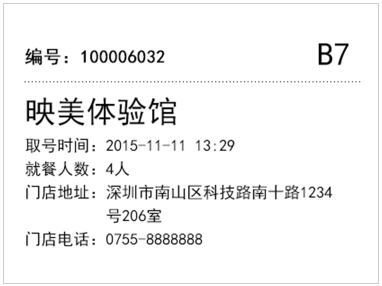 编号：100006032
B7
映美体验馆
取号时间：2015-11-11 13:29
就餐人数：4人
门店地址：深圳市南山区科技路南十路1234
号206室
门店电话：0755-8888888